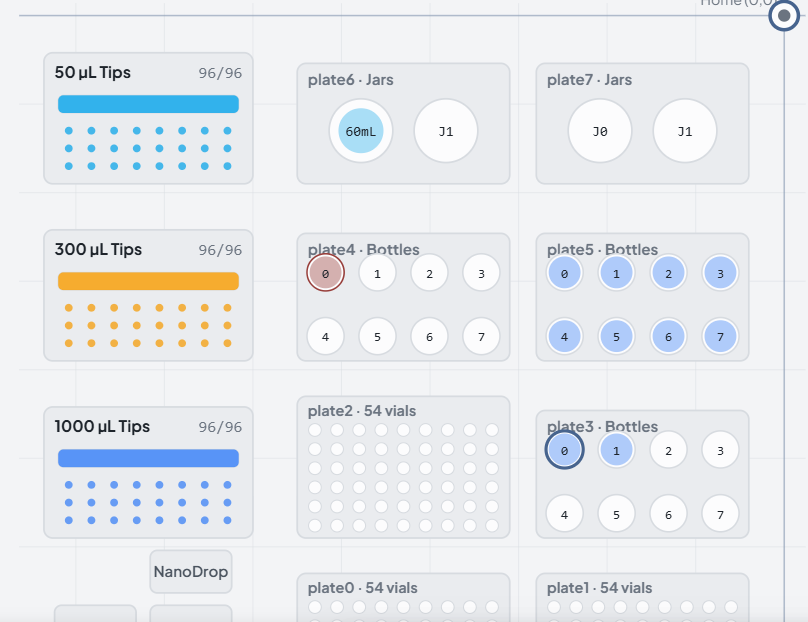 Home (0,0)
50 µL Tips 96/96
plate6 · Jars
60mL J1
plate7 · Jars
J0 J1
300 µL Tips 96/96
plate4 · Bottles
0 1 2 3
4 5 6 7
plate5 · Bottles
0 1 2 3
4 5 6 7
1000 µL Tips 96/96
plate2 · 54 vials
plate3 · Bottles
0 1 2 3
4 5 6 7
NanoDrop
plate0 · 54 vials
plate1 · 54 vials